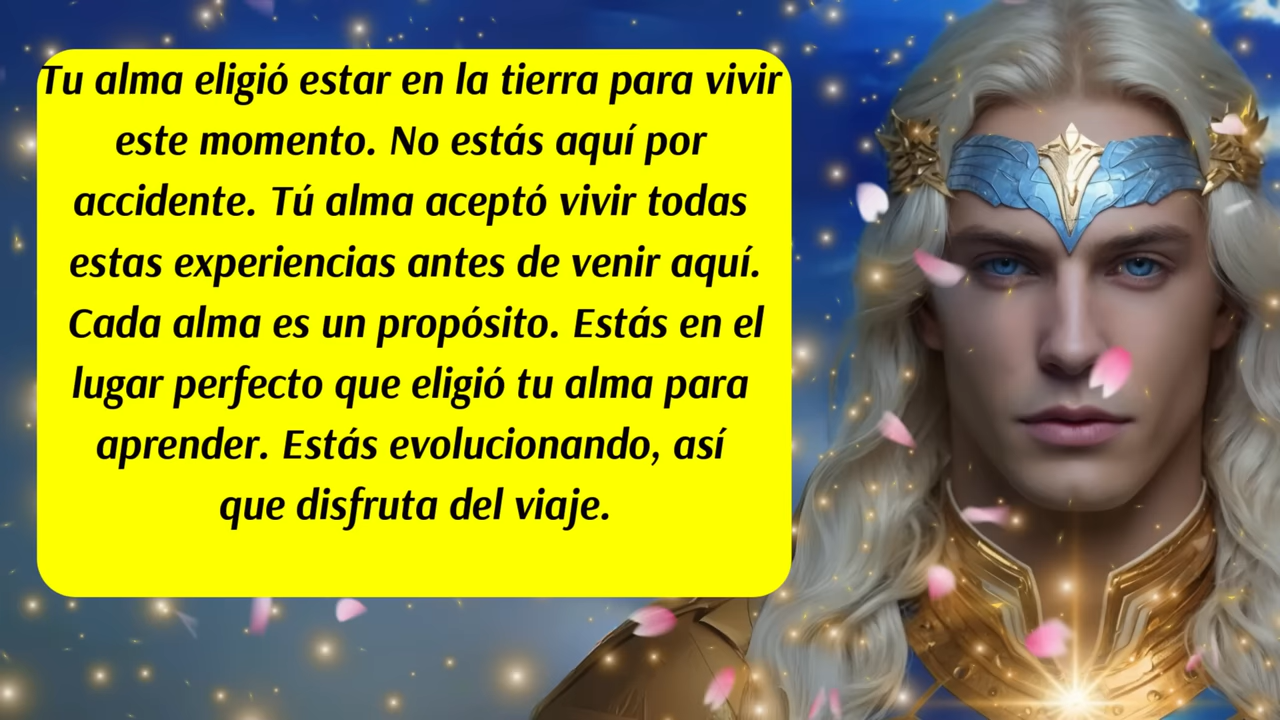 Tu alma eligió estar en la tierra para vivir
este momento. No estás aquí por
accidente. Tú alma aceptó vivir todas
estas experiencias antes de venir aquí.
Cada alma es un propósito. Estás en el
lugar perfecto que eligió tu alma para
aprender. Estás evolucionando, así
que disfruta del viaje.